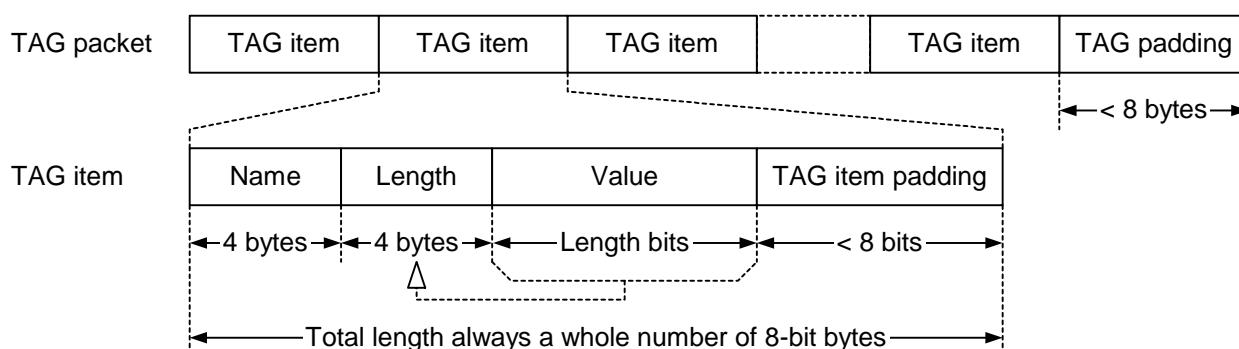 TAG packet TAG item TAG item TAG item TAG item TAG padding
< 8 bytes
TAG item Name Length Value TAG item padding
4 bytes 4 bytes Length bits < 8 bits
Total length always a whole number of 8-bit bytes